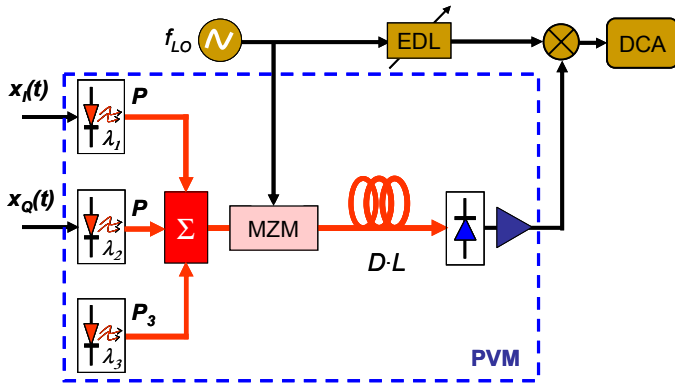 f_LO
EDL
DCA
x_I(t)
P
λ_1
x_Q(t)
P
λ_2
Σ
MZM
D·L
P_3
λ_3
PVM